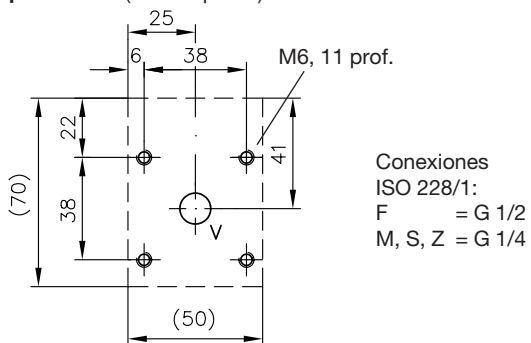 25
6 38
M6, 11 prof.
22
41
(70)
38
V
(50)
Conexiones
ISO 228/1:
F = G 1/2
M, S, Z = G 1/4